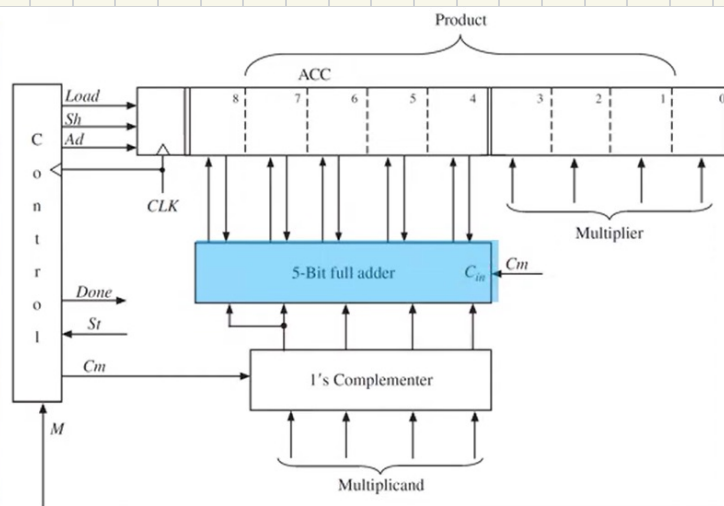 Product
ACC
Load
Sh
Ad
8 7 6 5 4 3 2 1 0
C
o
n
t
r
o
l
CLK
Multiplier
5-Bit full adder
Cin
Cm
Done
St
Cm
1's Complementer
M
Multiplicand